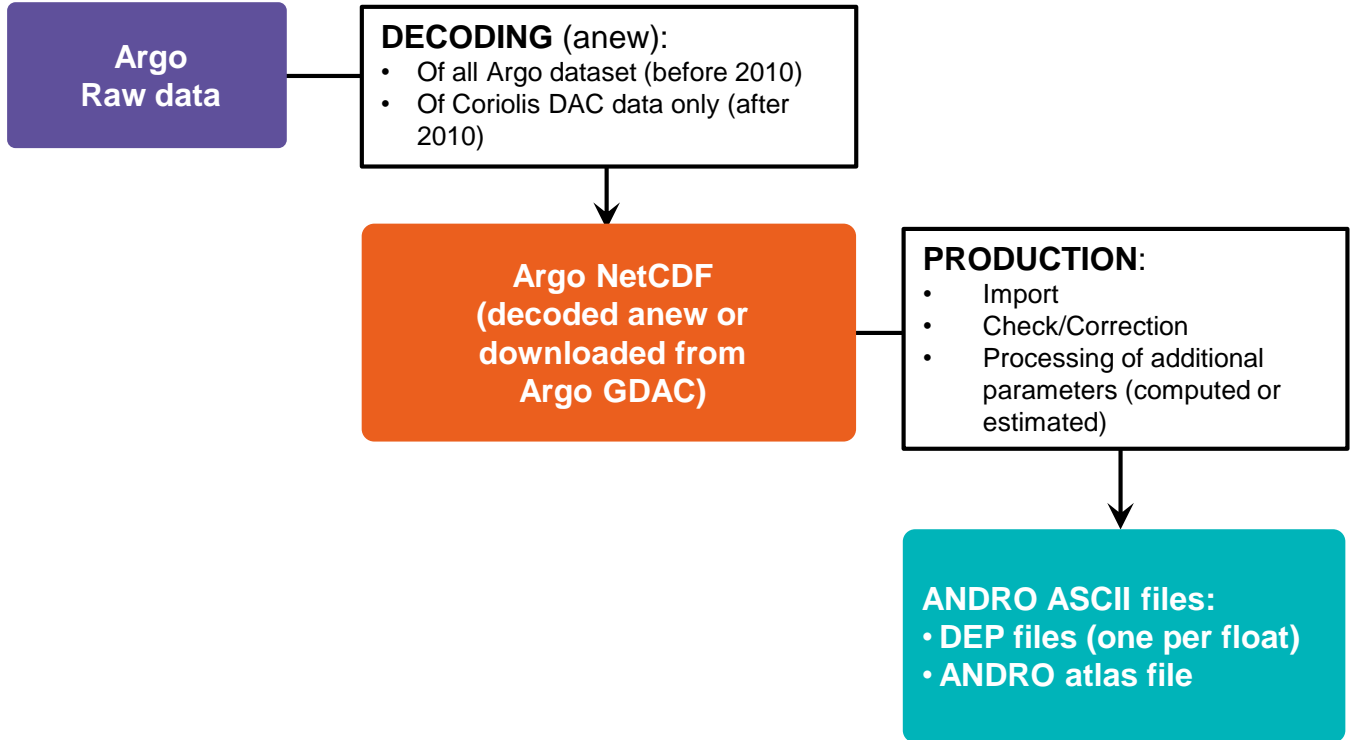 Argo
Raw data
DECODING (anew):
• Of all Argo dataset (before 2010)
• Of Coriolis DAC data only (after
2010)
Argo NetCDF
(decoded anew or
downloaded from
Argo GDAC)
PRODUCTION:
• Import
• Check/Correction
• Processing of additional
parameters (computed or
estimated)
ANDRO ASCII files:
• DEP files (one per float)
• ANDRO atlas file